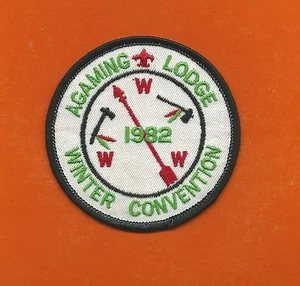 AGAMING LODGE
W
1982
W W
WINTER CONVENTION